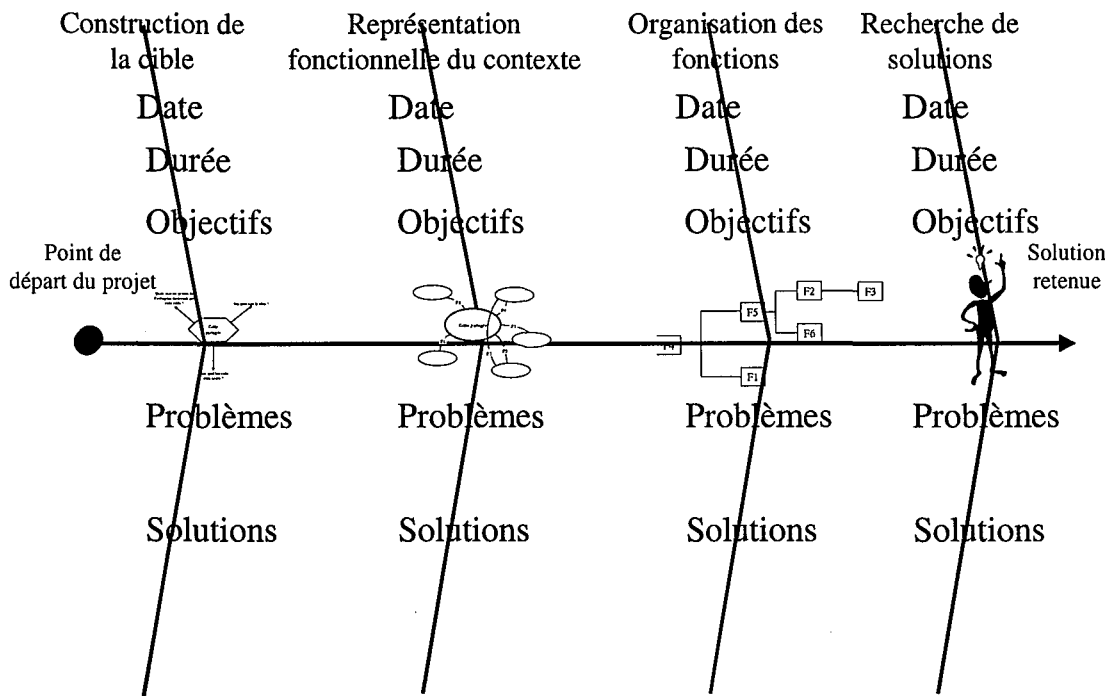 Construction de
la cible
Date
Durée
Objectifs
Représentation
fonctionnelle du contexte
Date
Durée
Objectifs
Organisation des
fonctions
Date
Durée
Objectifs
Recherche de
solutions
Date
Durée
Objectifs
Point de
départ du projet
Solution
retenue
F4
F5
F2
F3
F6
F1
Problèmes
Solutions
Problèmes
Solutions
Problèmes
Solutions
Problèmes
Solutions